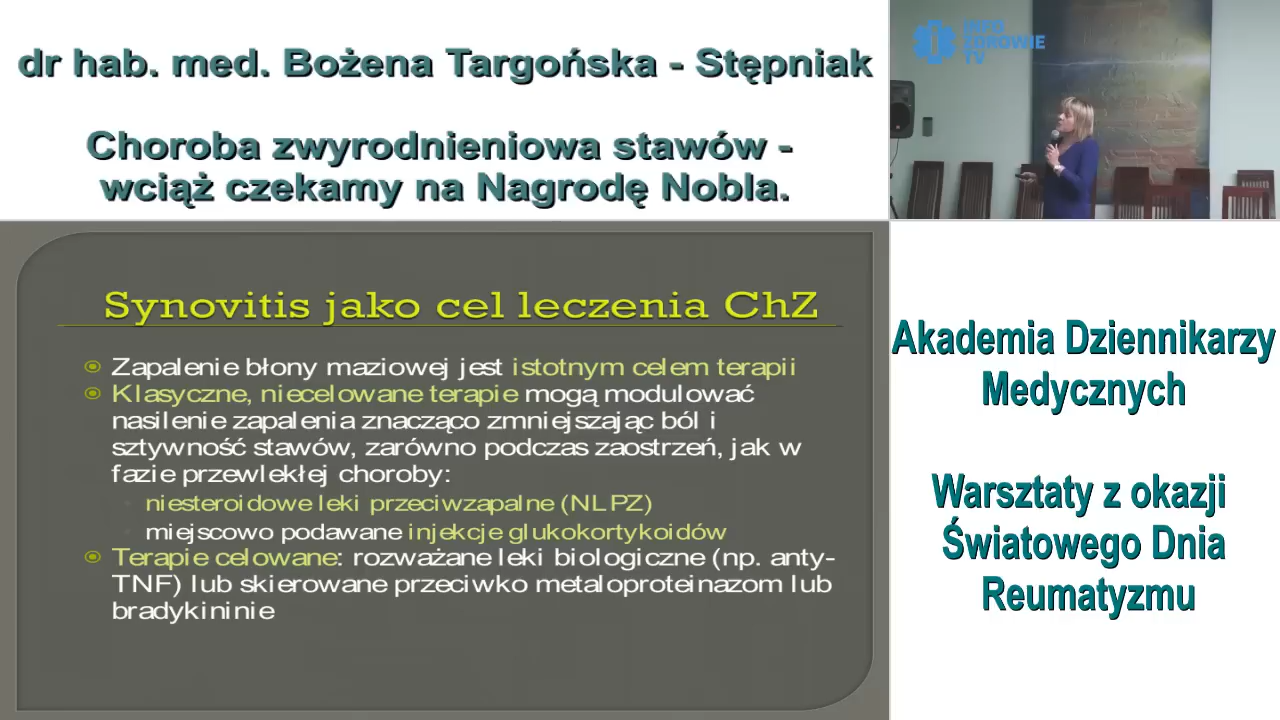 dr hab. med. Bożena Targońska - Stępniak
Choroba zwyrodnieniowa stawów -
wciąż czekamy na Nagrodę Nobla.
INFO
ZDROWIE
TV
Synovitis jako cel leczenia ChZ
Zapalenie błony maziowej jest istotnym celem terapii
Klasyczne, niecelowane terapie mogą modulować
nasilenie zapalenia znacząco zmniejszając ból i
sztywność stawów, zarówno podczas zaostrzeń, jak w
fazie przewlekłej choroby:
niesteroidowe leki przeciwzapalne (NLPZ)
miejscowo podawane injekcje glukokortykoidów
Terapie celowane: rozważane leki biologiczne (np. anty-
TNF) lub skierowane przeciwko metaloproteinazom lub
bradykininie
Akademia Dziennikarzy
Medycznych
Warsztaty z okazji
Światowego Dnia
Reumatyzmu